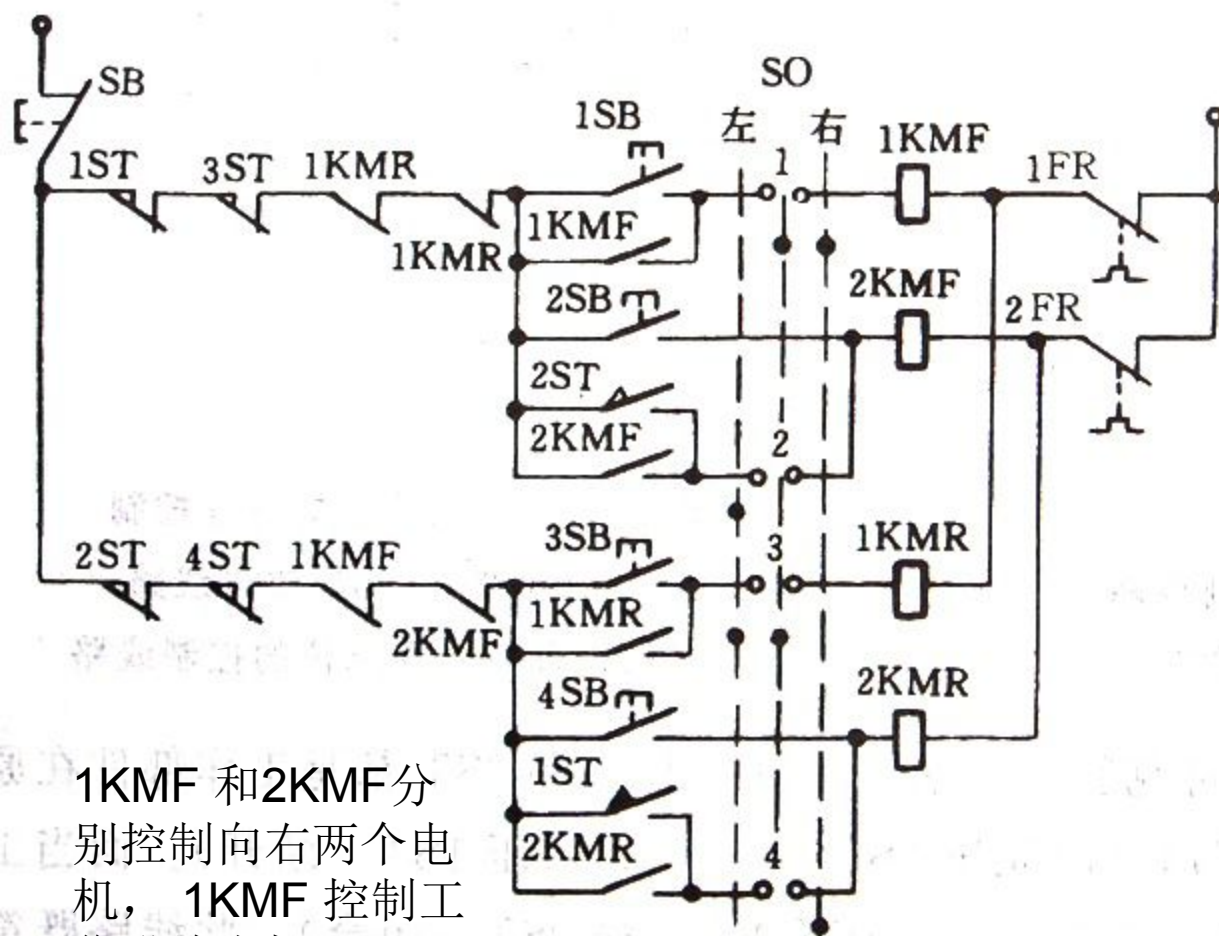 SB
SO
1SB
左 右
1
1KMF
1FR
1ST 3ST 1KMR
1KMR
1KMF
2SB
2KMF
2FR
2ST
2KMF
2
2ST 4ST 1KMF
2KMF
3SB
3
1KMR
1KMR
4SB
2KMR
1ST
2KMR
4
1KMF 和2KMF分
别控制向右两个电
机， 1KMF 控制工